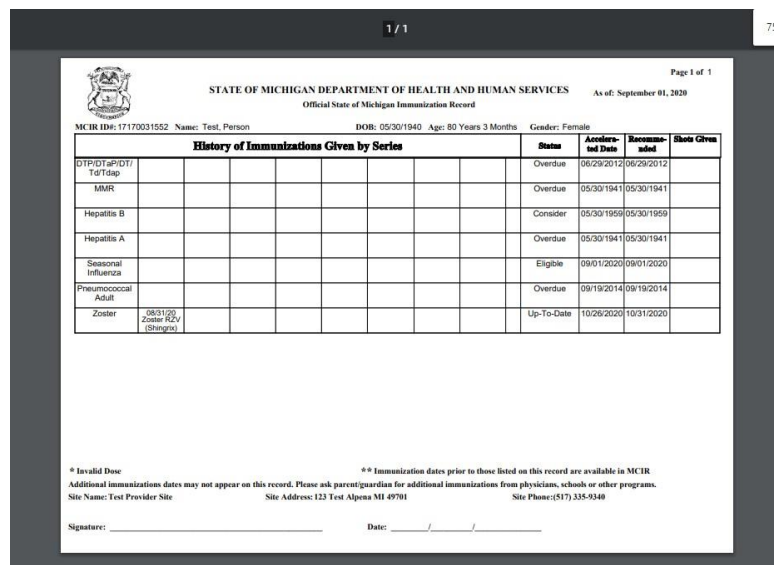 1 / 1
75
Page 1 of 1
STATE OF MICHIGAN DEPARTMENT OF HEALTH AND HUMAN SERVICES
As of: September 01, 2020
Official State of Michigan Immunization Record
MCIR ID#: 17170031552 Name: Test, Person DOB: 05/30/1940 Age: 80 Years 3 Months Gender: Female
History of Immunizations Given by Series Status Accelera-ted Date Recomme-nded Shots Given
DTP/DTaP/DT/ Overdue 06/29/2012 06/29/2012
Td/Tdap
MMR Overdue 05/30/1941 05/30/1941
Hepatitis B Consider 05/30/1959 05/30/1959
Hepatitis A Overdue 05/30/1941 05/30/1941
Seasonal Eligible 09/01/2020 09/01/2020
Influenza
Pneumococcal Overdue 09/19/2014 09/19/2014
Adult
Zoster 08/31/20 Up-To-Date 10/26/2020 10/31/2020
Zoster RZV
(Shingrix)
* Invalid Dose ** Immunization dates prior to those listed on this record are available in MCIR
Additional immunizations dates may not appear on this record. Please ask parent/guardian for additional immunizations from physicians, schools or other programs.
Site Name: Test Provider Site Site Address: 123 Test Alpena MI 49701 Site Phone:(517) 335-9340
Signature: Date: / /